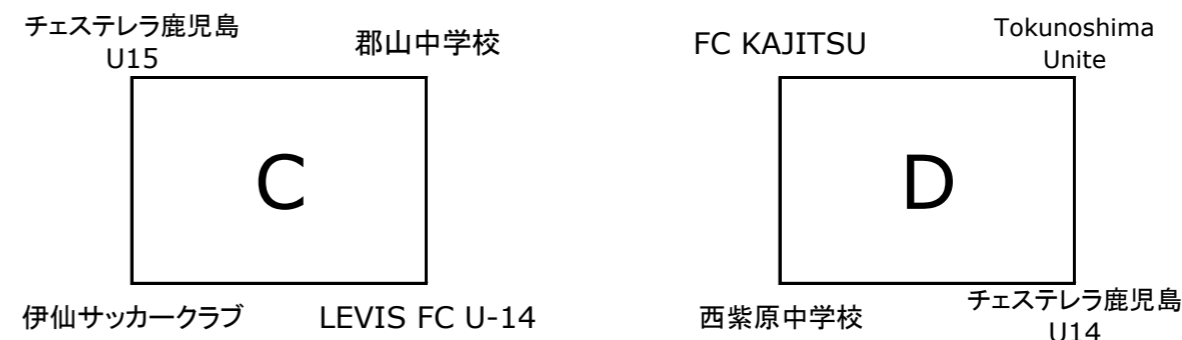 チェステレラ鹿児島
U15
郡山中学校
C
伊仙サッカークラブ
LEVIS FC U-14
FC KAJITSU
Tokunoshima
Unite
D
西紫原中学校
チェステレラ鹿児島
U14